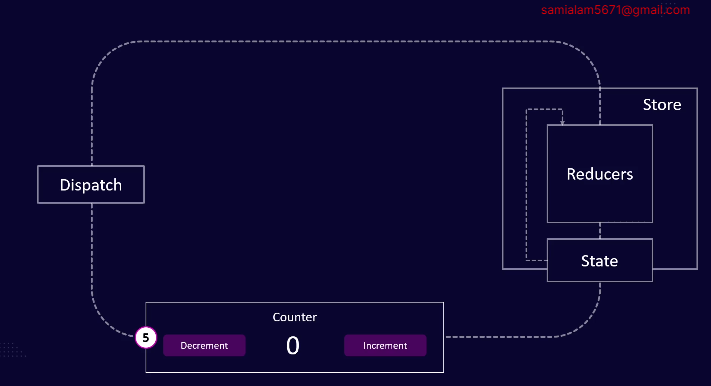 samialam5671@gmail.com
Store
Reducers
Dispatch
State
Counter
5
Decrement
0
Increment